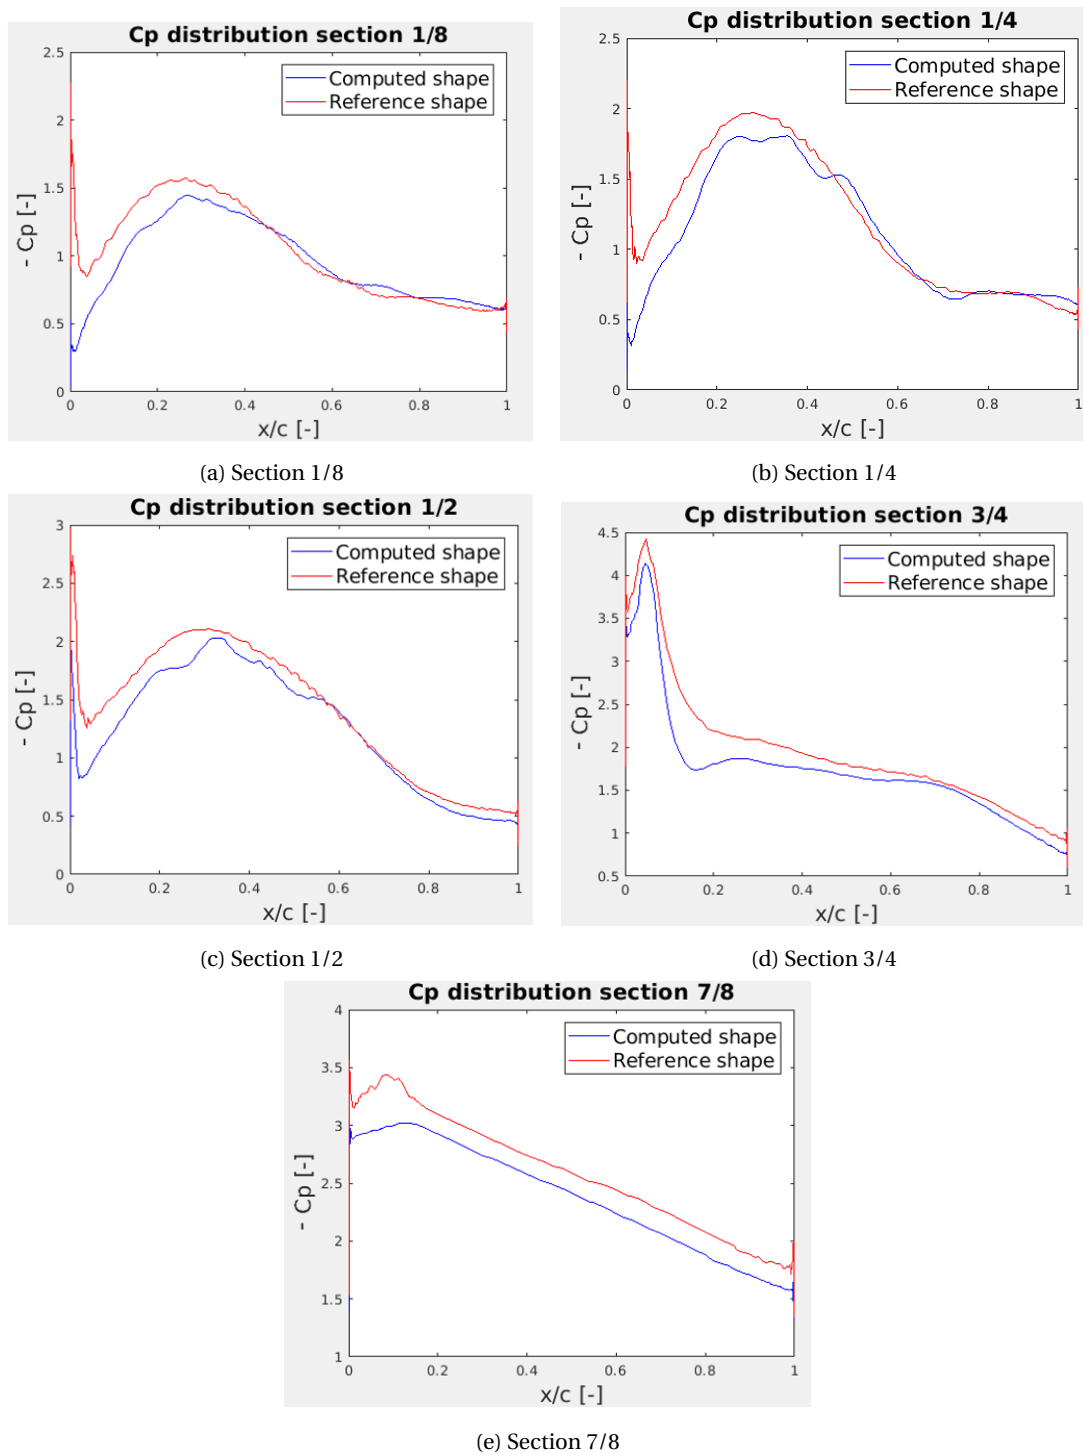 Cp distribution section 1/8
2.5
2
1.5
1
0.5
0
- Cp [-]
Computed shape
Reference shape
0 0.2 0.4 0.6 0.8 1
x/c [-]
(a) Section 1/8
Cp distribution section 1/4
2.5
2
1.5
1
0.5
0
- Cp [-]
Computed shape
Reference shape
0 0.2 0.4 0.6 0.8 1
x/c [-]
(b) Section 1/4
Cp distribution section 1/2
3
2.5
2
1.5
1
0.5
0
- Cp [-]
Computed shape
Reference shape
0 0.2 0.4 0.6 0.8 1
x/c [-]
(c) Section 1/2
Cp distribution section 3/4
4.5
4
3.5
3
2.5
2
1.5
1
0.5
- Cp [-]
Computed shape
Reference shape
0 0.2 0.4 0.6 0.8 1
x/c [-]
(d) Section 3/4
Cp distribution section 7/8
4
3.5
3
2.5
2
1.5
1
- Cp [-]
Computed shape
Reference shape
0 0.2 0.4 0.6 0.8 1
x/c [-]
(e) Section 7/8